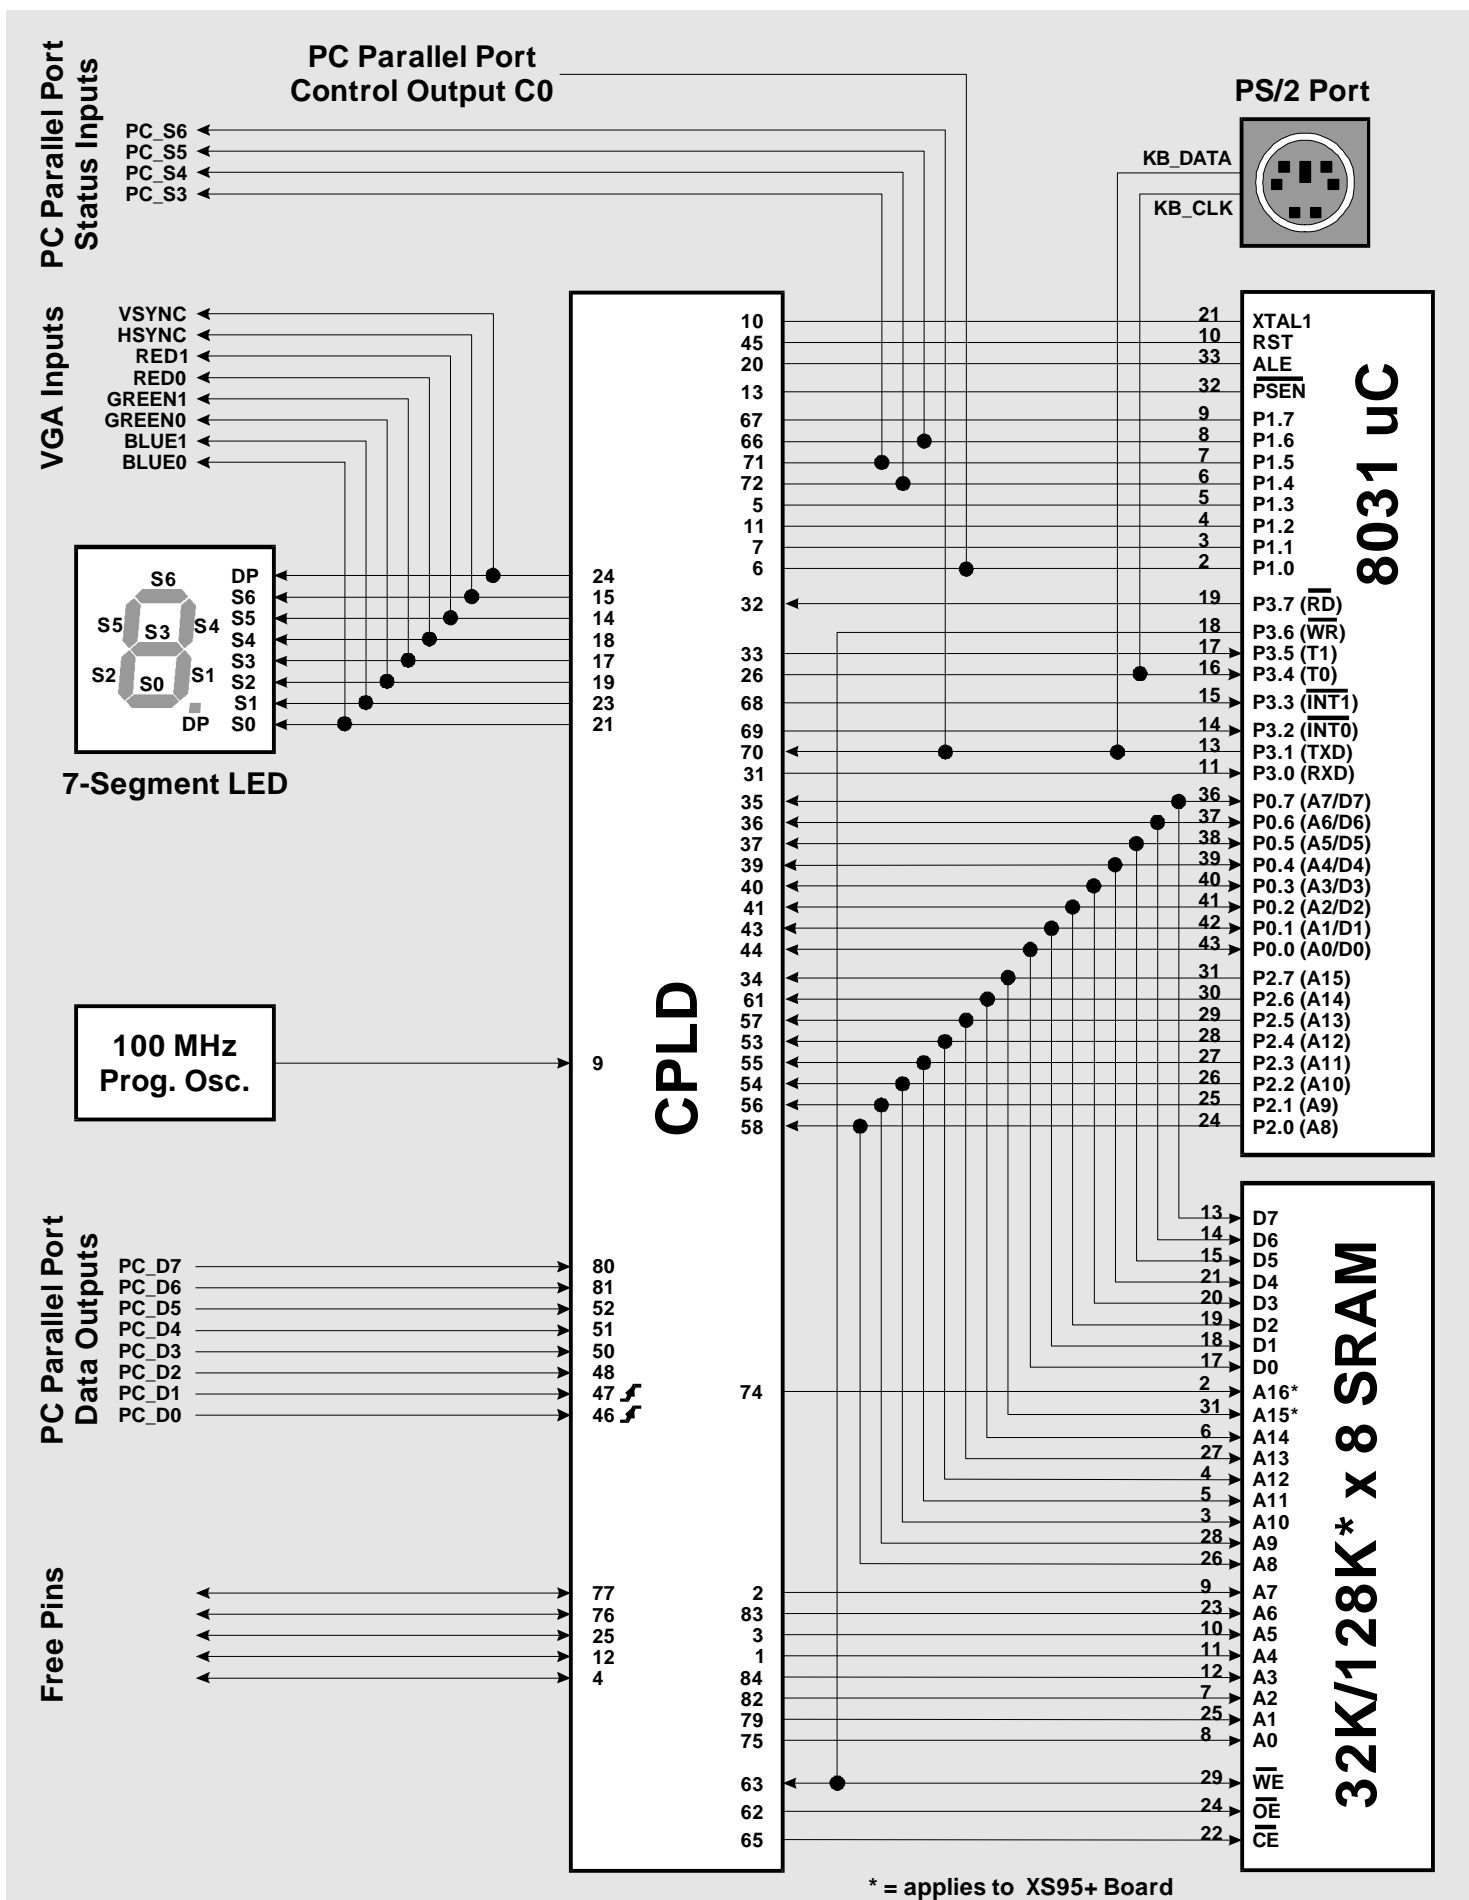 PC Parallel Port
Status Inputs
PC Parallel Port
Control Output C0
PC_S6
PC_S5
PC_S4
PC_S3
PS/2 Port
KB_DATA
KB_CLK
VGA Inputs
VSYNC
HSYNC
RED1
RED0
GREEN1
GREEN0
BLUE1
BLUE0
S6
S5
S4
S3
S2
S1
S0
DP
DP
S6
S5
S4
S3
S2
S1
S0
7-Segment LED
24
15
14
18
17
19
23
21
100 MHz
Prog. Osc.
9
PC Parallel Port
Data Outputs
PC_D7 80
PC_D6 81
PC_D5 52
PC_D4 51
PC_D3 50
PC_D2 48
PC_D1 47
PC_D0 46
Free Pins
77
76
25
12
4
CPLD
10 21 XTAL1
45 10 RST
20 33 ALE
13 32 PSEN
67 9 P1.7
66 8 P1.6
71 7 P1.5
72 6 P1.4
5 5 P1.3
11 4 P1.2
7 3 P1.1
6 2 P1.0
32 19 P3.7 (RD)
18 P3.6 (WR)
33 17 P3.5 (T1)
26 16 P3.4 (T0)
68 15 P3.3 (INT1)
69 14 P3.2 (INT0)
70 13 P3.1 (TXD)
31 11 P3.0 (RXD)
35 36 P0.7 (A7/D7)
36 37 P0.6 (A6/D6)
37 38 P0.5 (A5/D5)
39 39 P0.4 (A4/D4)
40 40 P0.3 (A3/D3)
41 41 P0.2 (A2/D2)
43 42 P0.1 (A1/D1)
44 43 P0.0 (A0/D0)
34 31 P2.7 (A15)
61 30 P2.6 (A14)
57 29 P2.5 (A13)
53 28 P2.4 (A12)
55 27 P2.3 (A11)
54 26 P2.2 (A10)
56 25 P2.1 (A9)
58 24 P2.0 (A8)
8031 uC
13 D7
14 D6
15 D5
21 D4
20 D3
19 D2
18 D1
17 D0
74 2 A16*
31 A15*
6 A14
27 A13
4 A12
5 A11
3 A10
28 A9
26 A8
2 9 A7
83 23 A6
3 10 A5
1 11 A4
84 12 A3
82 7 A2
79 25 A1
75 8 A0
63 29 WE
62 24 OE
65 22 CE
32K/128K* x 8 SRAM
* = applies to XS95+ Board